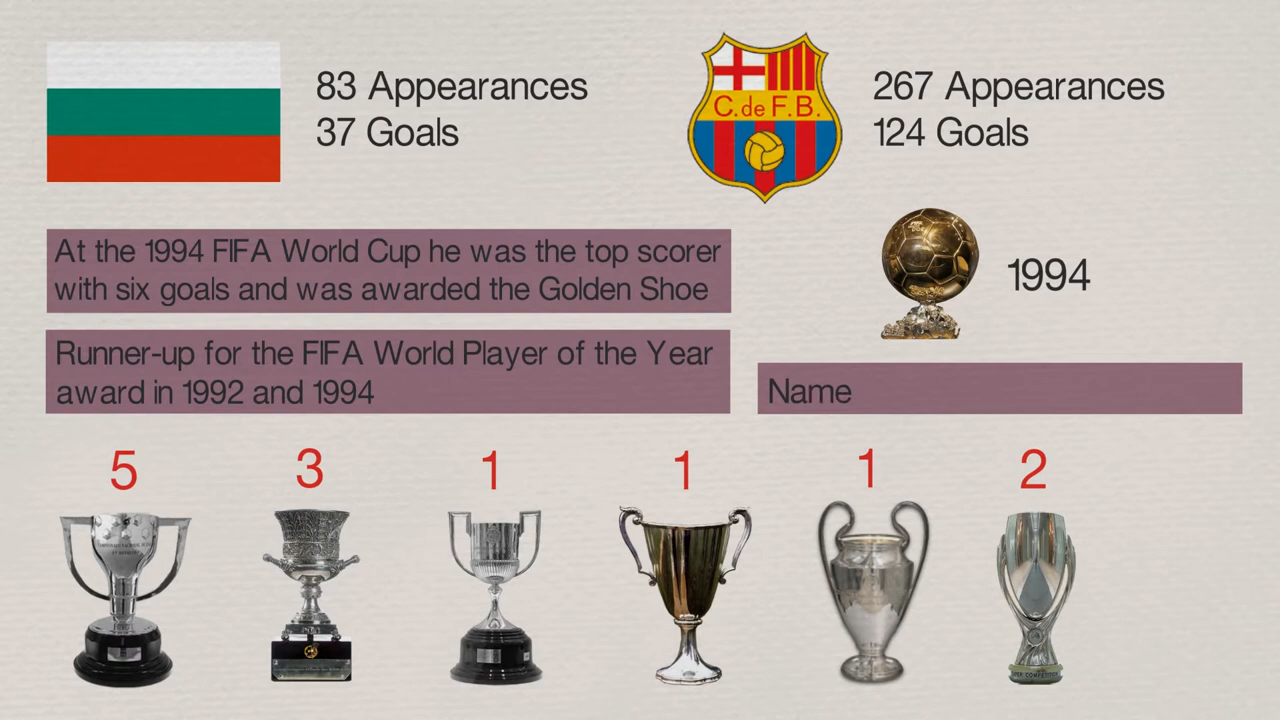 83 Appearances
37 Goals
C.de F.B.
267 Appearances
124 Goals
At the 1994 FIFA World Cup he was the top scorer
with six goals and was awarded the Golden Shoe
1994
Runner-up for the FIFA World Player of the Year
award in 1992 and 1994
Name
5
3
1
1
1
2